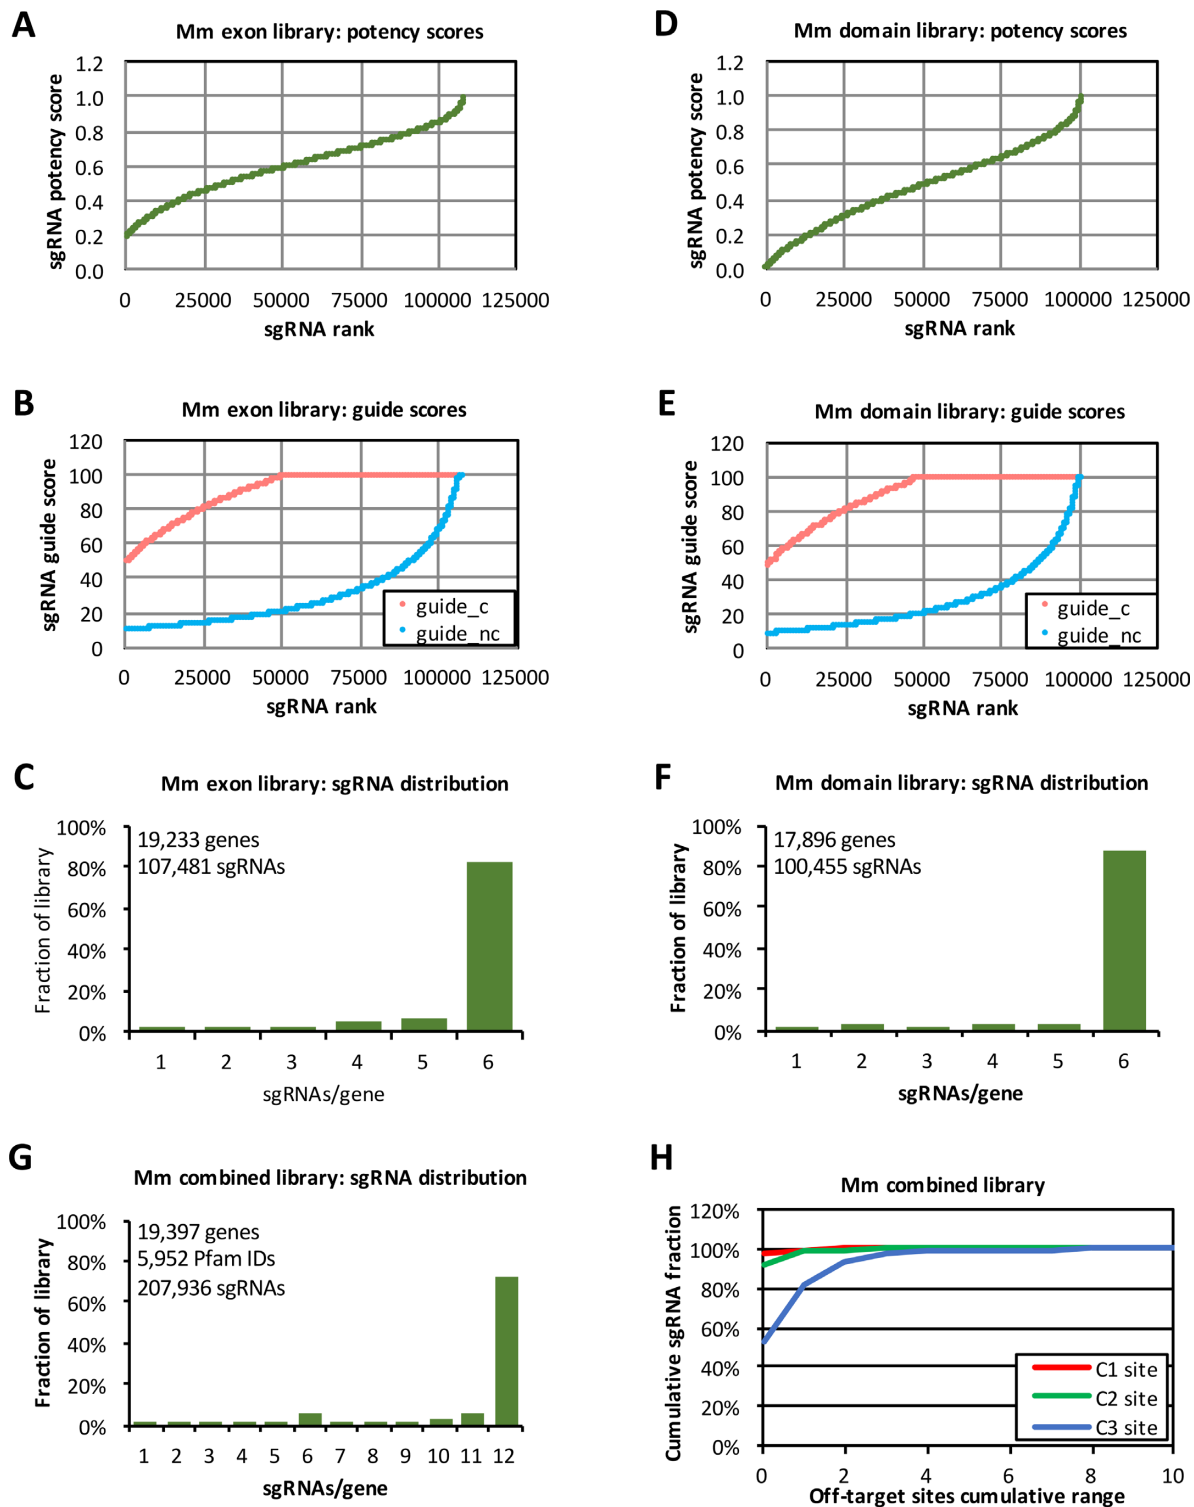 A
Mm exon library: potency scores
sgRNA potency score
1.2
1.0
0.8
0.6
0.4
0.2
0.0
0 25000 50000 75000 100000 125000
sgRNA rank
D
Mm domain library: potency scores
sgRNA potency score
1.2
1.0
0.8
0.6
0.4
0.2
0.0
0 25000 50000 75000 100000 125000
sgRNA rank
B
Mm exon library: guide scores
sgRNA guide score
120
100
80
60
40
20
0
guide_c
guide_nc
0 25000 50000 75000 100000 125000
sgRNA rank
E
Mm domain library: guide scores
sgRNA guide score
120
100
80
60
40
20
0
guide_c
guide_nc
0 25000 50000 75000 100000 125000
sgRNA rank
C
Mm exon library: sgRNA distribution
Fraction of library
100%
80%
60%
40%
20%
0%
19,233 genes
107,481 sgRNAs
1 2 3 4 5 6
sgRNAs/gene
F
Mm domain library: sgRNA distribution
Fraction of library
100%
80%
60%
40%
20%
0%
17,896 genes
100,455 sgRNAs
1 2 3 4 5 6
sgRNAs/gene
G
Mm combined library: sgRNA distribution
Fraction of library
100%
80%
60%
40%
20%
0%
19,397 genes
5,952 Pfam IDs
207,936 sgRNAs
1 2 3 4 5 6 7 8 9 10 11 12
sgRNAs/gene
H
Mm combined library
Cumulative sgRNA fraction
120%
100%
80%
60%
40%
20%
0%
C1 site
C2 site
C3 site
0 2 4 6 8 10
Off-target sites cumulative range